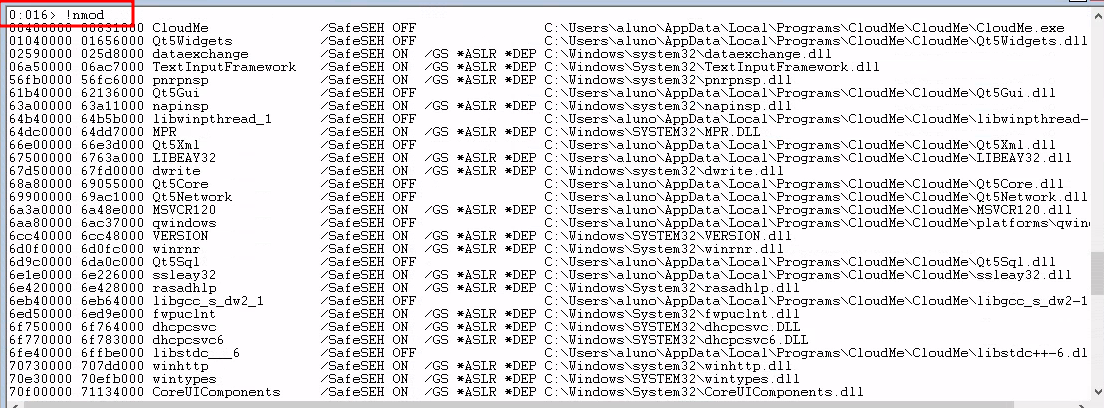 0:016> !nmod
00400000 00831000 CloudMe /SafeSEH OFF C:\Users\aluno\AppData\Local\Programs\CloudMe\CloudMe\CloudMe.exe
01040000 01656000 Qt5Widgets /SafeSEH OFF C:\Users\aluno\AppData\Local\Programs\CloudMe\CloudMe\Qt5Widgets.dll
02590000 025d8000 dataexchange /SafeSEH ON /GS *ASLR *DEP C:\Windows\system32\dataexchange.dll
06a50000 06ac7000 TextInputFramework /SafeSEH ON /GS *ASLR *DEP C:\Windows\system32\TextInputFramework.dll
56fb0000 56fc6000 pnrpnsp /SafeSEH ON /GS *ASLR *DEP C:\Windows\system32\pnrpnsp.dll
61b40000 62136000 Qt5Gui /SafeSEH OFF C:\Users\aluno\AppData\Local\Programs\CloudMe\CloudMe\Qt5Gui.dll
63a00000 63a11000 napinsp /SafeSEH ON /GS *ASLR *DEP C:\Windows\system32\napinsp.dll
64b40000 64b5b000 libwinpthread_1 /SafeSEH OFF C:\Users\aluno\AppData\Local\Programs\CloudMe\CloudMe\libwinpthread-
64dc0000 64dd7000 MPR /SafeSEH ON /GS *ASLR *DEP C:\Windows\SYSTEM32\MPR.DLL
66e00000 66e3d000 Qt5Xml /SafeSEH OFF C:\Users\aluno\AppData\Local\Programs\CloudMe\CloudMe\Qt5Xml.dll
67500000 6763a000 LIBEAY32 /SafeSEH ON /GS *ASLR *DEP C:\Users\aluno\AppData\Local\Programs\CloudMe\CloudMe\LIBEAY32.dll
67d50000 67fd0000 dwrite /SafeSEH ON /GS *ASLR *DEP C:\Windows\system32\dwrite.dll
68a80000 69055000 Qt5Core /SafeSEH OFF C:\Users\aluno\AppData\Local\Programs\CloudMe\CloudMe\Qt5Core.dll
69900000 69ac1000 Qt5Network /SafeSEH OFF C:\Users\aluno\AppData\Local\Programs\CloudMe\CloudMe\Qt5Network.dll
6a3a0000 6a48e000 MSVCR120 /SafeSEH ON /GS *ASLR *DEP C:\Users\aluno\AppData\Local\Programs\CloudMe\CloudMe\MSVCR120.dll
6aa80000 6ac37000 qwindows /SafeSEH OFF C:\Users\aluno\AppData\Local\Programs\CloudMe\CloudMe\platforms\qwin
6cc40000 6cc48000 VERSION /SafeSEH ON /GS *ASLR *DEP C:\Windows\SYSTEM32\VERSION.dll
6d0f0000 6d0fc000 winrnr /SafeSEH ON /GS *ASLR *DEP C:\Windows\System32\winrnr.dll
6d9c0000 6da0c000 Qt5Sql /SafeSEH OFF C:\Users\aluno\AppData\Local\Programs\CloudMe\CloudMe\Qt5Sql.dll
6e1e0000 6e226000 ssleay32 /SafeSEH ON /GS *ASLR *DEP C:\Users\aluno\AppData\Local\Programs\CloudMe\CloudMe\ssleay32.dll
6e420000 6e428000 rasadhlp /SafeSEH ON /GS *ASLR *DEP C:\Windows\System32\rasadhlp.dll
6eb40000 6eb64000 libgcc_s_dw2_1 /SafeSEH OFF C:\Users\aluno\AppData\Local\Programs\CloudMe\CloudMe\libgcc_s_dw2-1
6ed50000 6ed9e000 fwpuclnt /SafeSEH ON /GS *ASLR *DEP C:\Windows\System32\fwpuclnt.dll
6f750000 6f764000 dhcpcsvc /SafeSEH ON /GS *ASLR *DEP C:\Windows\SYSTEM32\dhcpcsvc.DLL
6f770000 6f783000 dhcpcsvc6 /SafeSEH ON /GS *ASLR *DEP C:\Windows\SYSTEM32\dhcpcsvc6.DLL
6fe40000 6ffbe000 libstdc___6 /SafeSEH OFF C:\Users\aluno\AppData\Local\Programs\CloudMe\CloudMe\libstdc++-6.dl
70730000 707dd000 winhttp /SafeSEH ON /GS *ASLR *DEP C:\Windows\system32\winhttp.dll
70e30000 70efb000 wintypes /SafeSEH ON /GS *ASLR *DEP C:\Windows\SYSTEM32\wintypes.dll
70f00000 71134000 CoreUIComponents /SafeSEH ON /GS *ASLR *DEP C:\Windows\System32\CoreUIComponents.dll